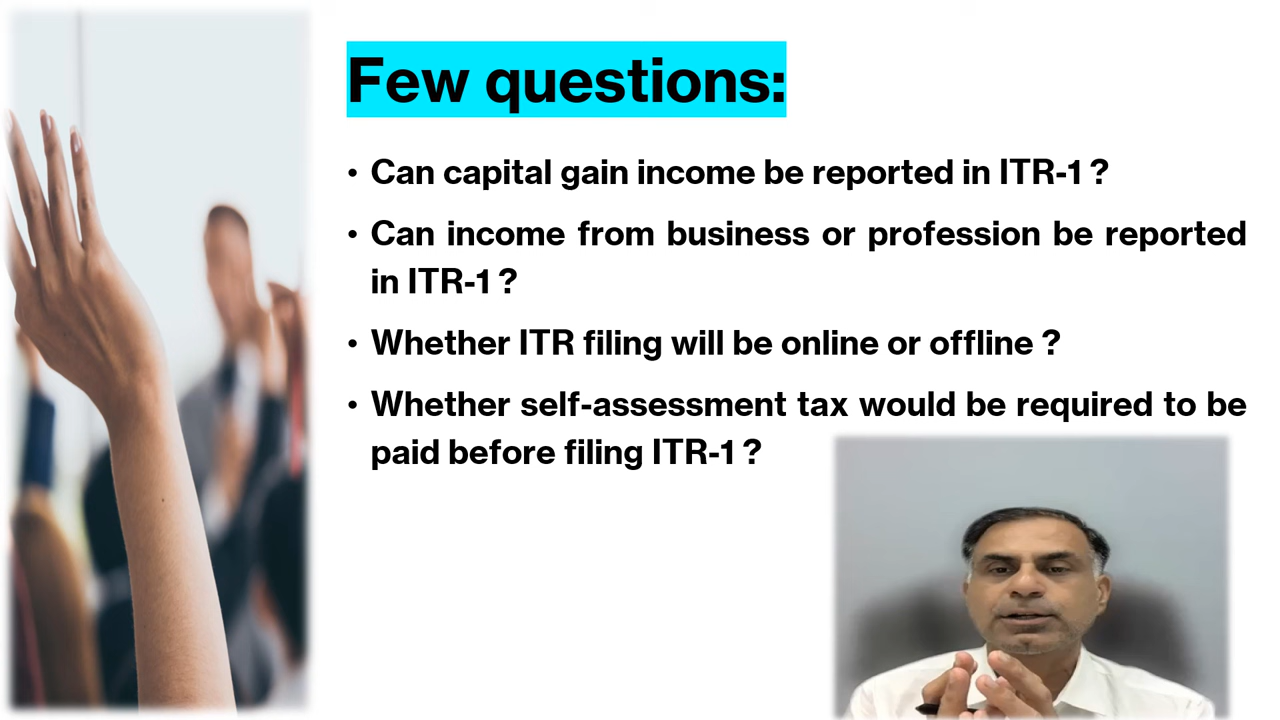 Few questions:
• Can capital gain income be reported in ITR-1 ?
• Can income from business or profession be reported
in ITR-1 ?
• Whether ITR filing will be online or offline ?
• Whether self-assessment tax would be required to be
paid before filing ITR-1 ?